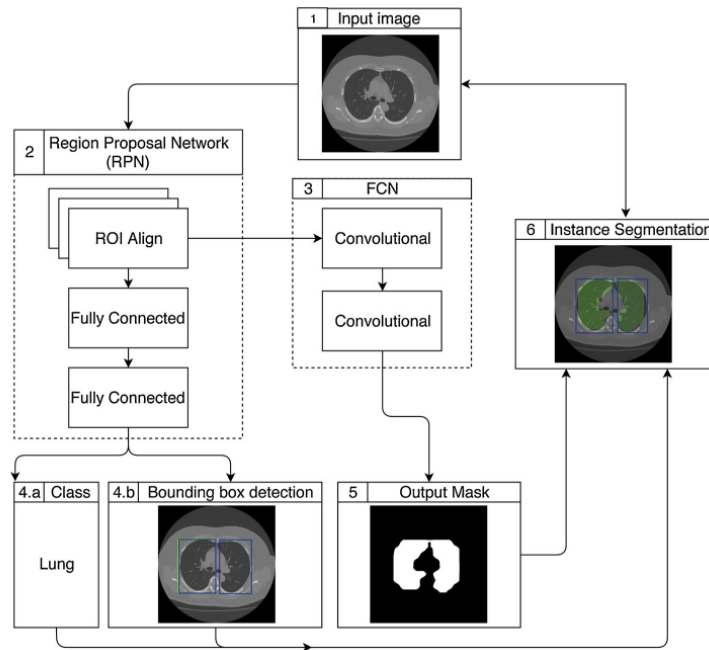 1 Input image
2 Region Proposal Network
(RPN)
ROI Align
Fully Connected
Fully Connected
3 FCN
Convolutional
Convolutional
4.a Class
Lung
4.b Bounding box detection
5 Output Mask
6 Instance Segmentation